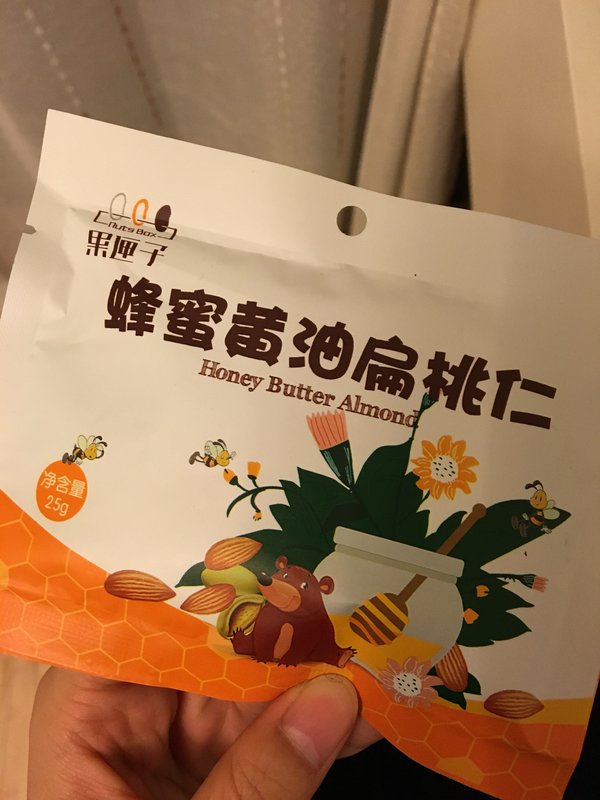 Nuts Box
果匣子
蜂蜜黄油扁桃仁
Honey Butter Almond
净含量
25g